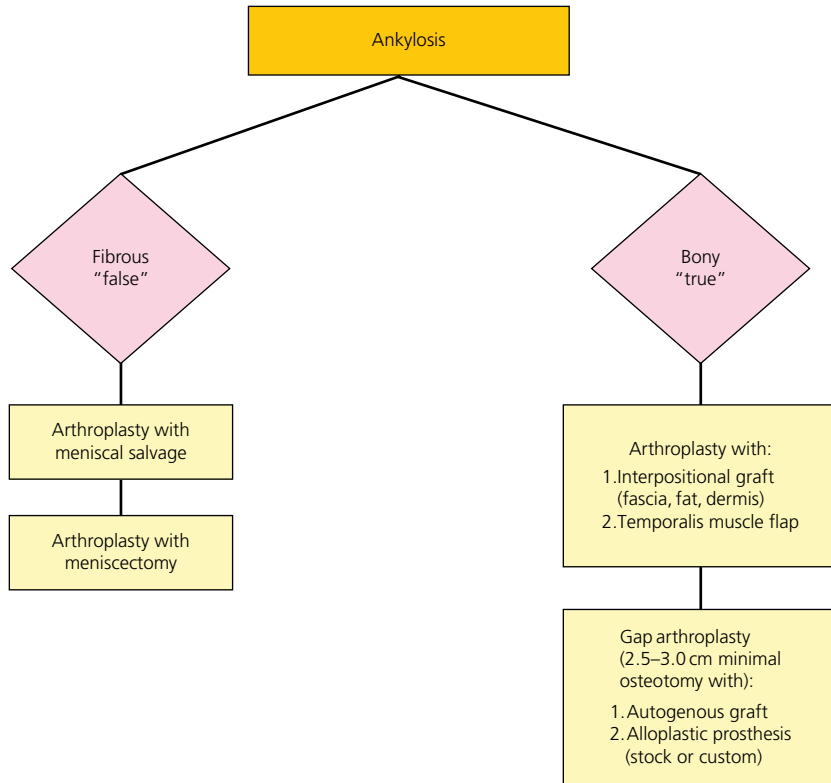 Ankylosis
Fibrous
"false"
Bony
"true"
Arthroplasty with
meniscal salvage
Arthroplasty with
meniscectomy
Arthroplasty with:
1.Interpositional graft
(fascia, fat, dermis)
2.Temporalis muscle flap
Gap arthroplasty
(2.5–3.0 cm minimal
osteotomy with):
1. Autogenous graft
2. Alloplastic prosthesis
(stock or custom)